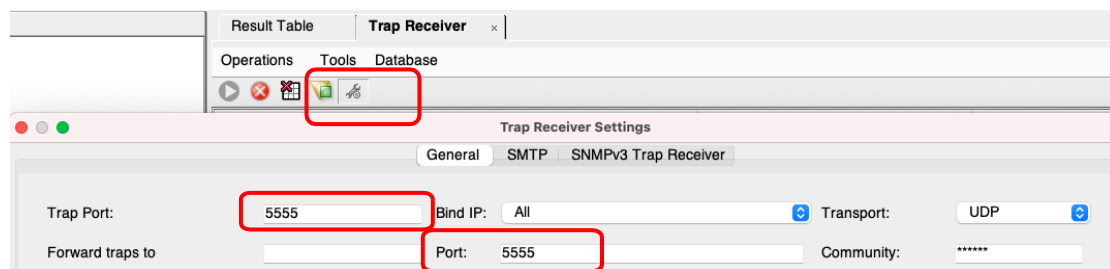 Result Table Trap Receiver ×
Operations Tools Database
Trap Receiver Settings
General SMTP SNMPv3 Trap Receiver
Trap Port: 5555 Bind IP: All Transport: UDP
Forward traps to Port: 5555 Community: ******